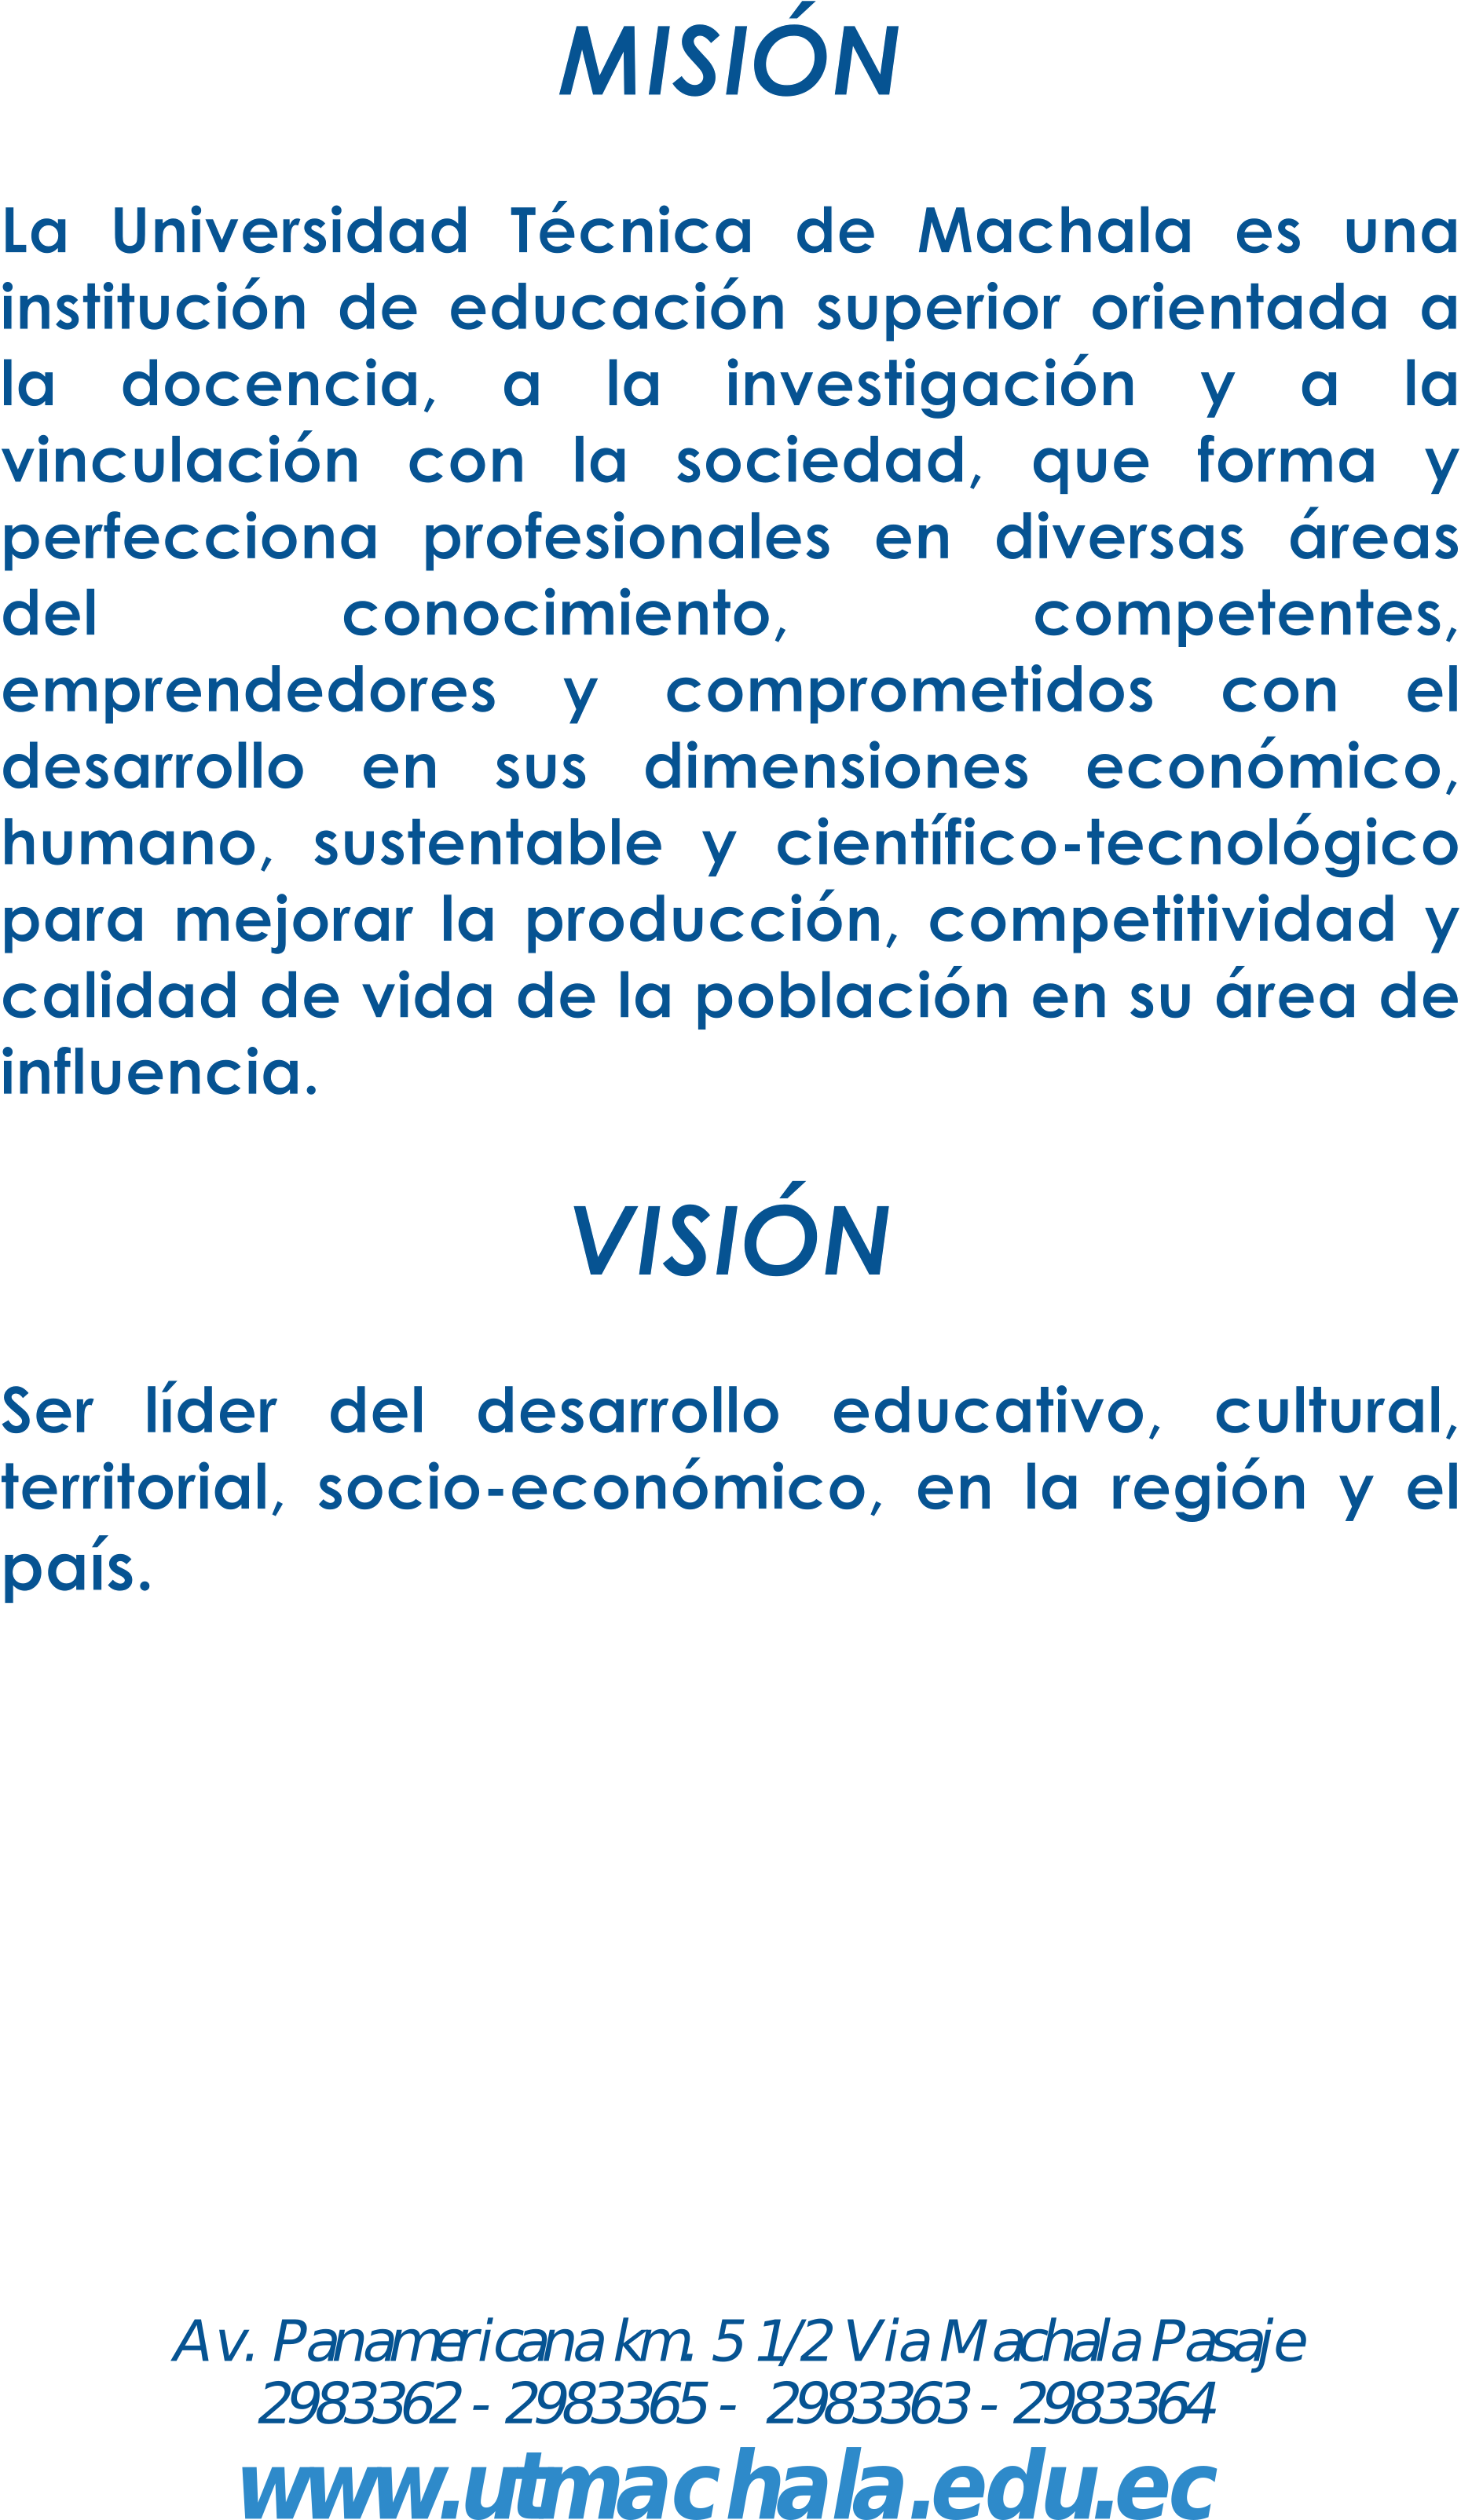 MISIÓN
La Universidad Técnica de Machala es una
institución de educación superior orientada a
la docencia, a la investigación y a la
vinculación con la sociedad, que forma y
perfecciona profesionales en diversas áreas
del conocimiento, competentes,
emprendedores y comprometidos con el
desarrollo en sus dimensiones económico,
humano, sustentable y científico-tecnológico
para mejorar la producción, competitividad y
calidad de vida de la población en su área de
influencia.
VISIÓN
Ser líder del desarrollo educativo, cultural,
territorial, socio-económico, en la región y el
país.
Av. Panamericana km 5 1/2 Via Machala Pasaje
2983362 - 2983365 - 2983363 - 2983364
www.utmachala.edu.ec